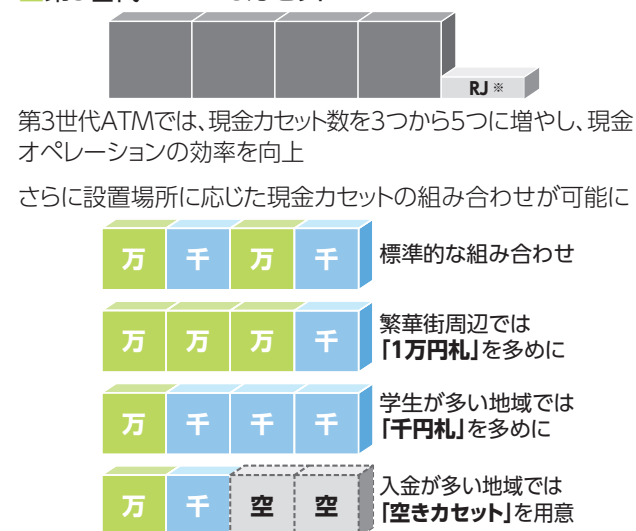 RJ ※
第3世代ATMでは、現金カセット数を3つから5つに増やし、現金
オペレーションの効率を向上
さらに設置場所に応じた現金カセットの組み合わせが可能に
万 千 万 千 標準的な組み合わせ
万 万 万 千 繁華街周辺では
「1万円札」を多めに
万 千 千 千 学生が多い地域では
「千円札」を多めに
万 千 空 空 入金が多い地域では
「空きカセット」を用意